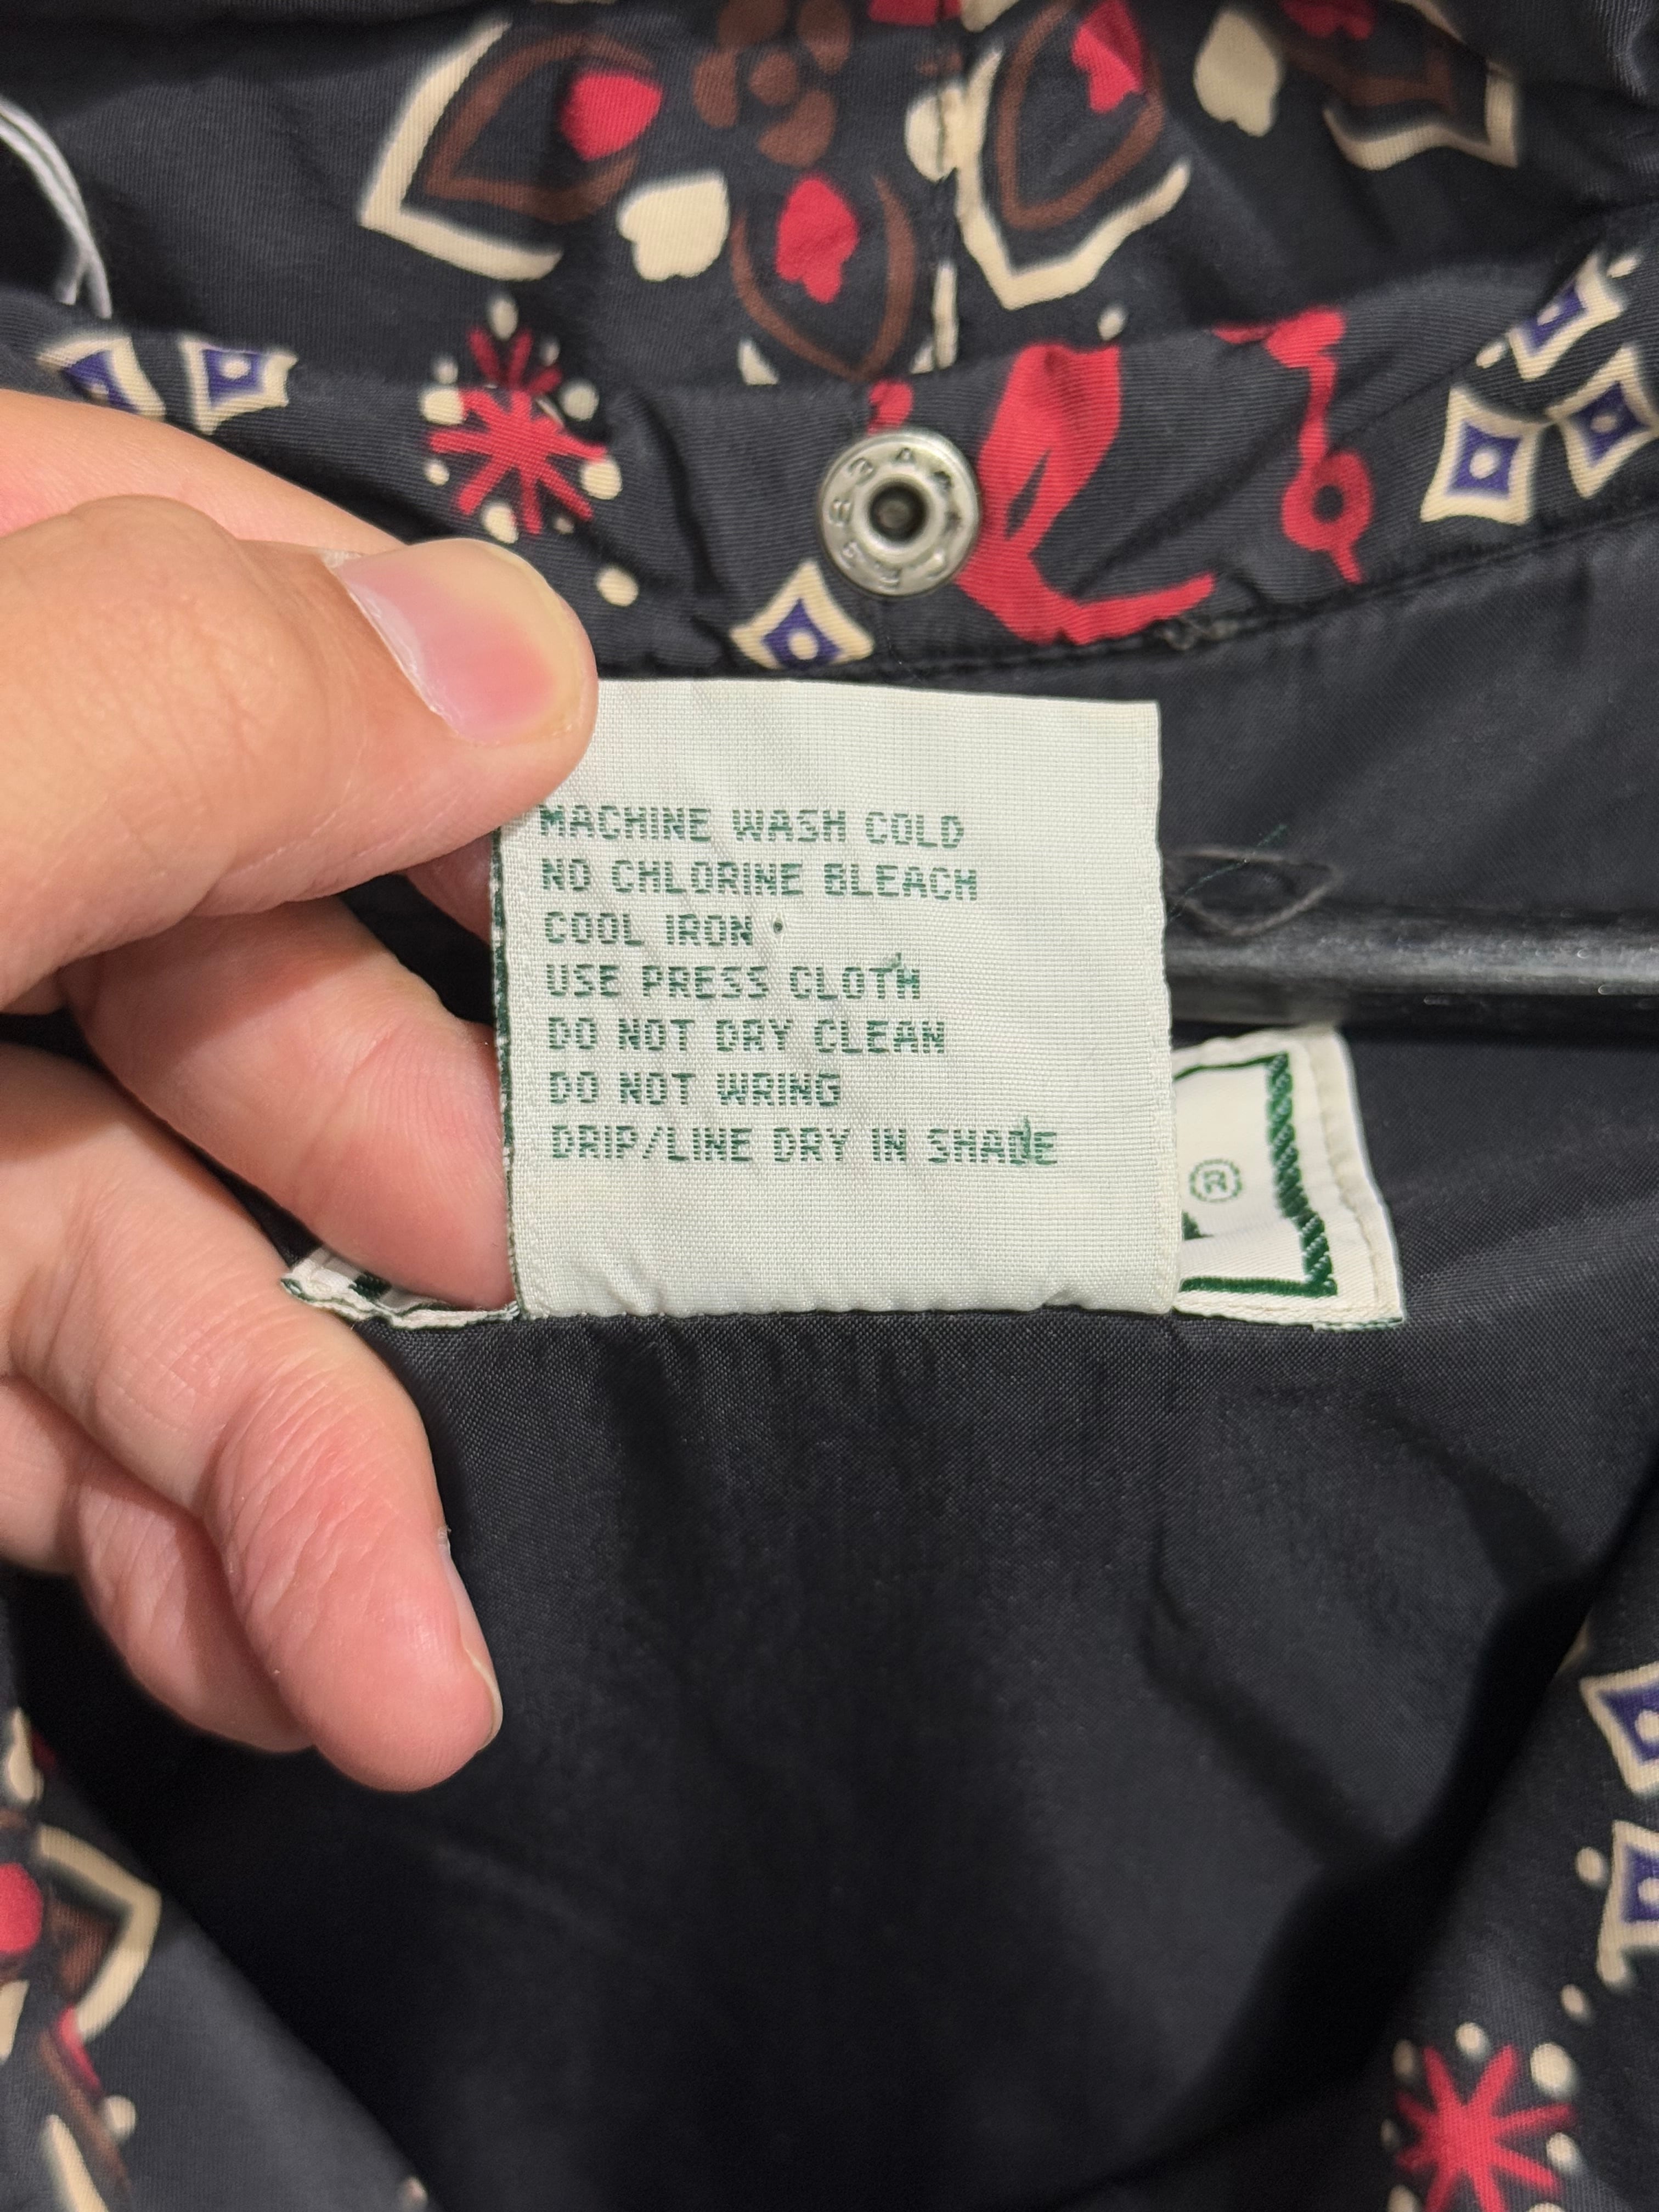 MACHINE WASH COLD
NO CHLORINE BLEACH
COOL IRON
USE PRESS CLOTH
DO NOT DRY CLEAN
DO NOT WRING
DRIP/LINE DRY IN SHADE
®